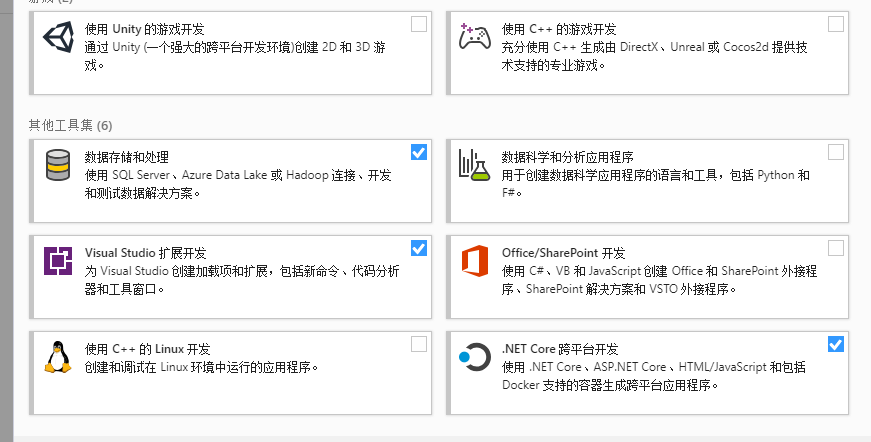 游戏 (2)
使用 Unity 的游戏开发
通过 Unity (一个强大的跨平台开发环境)创建 2D 和 3D 游
戏。
使用 C++ 的游戏开发
充分使用 C++ 生成由 DirectX、Unreal 或 Cocos2d 提供技
术支持的专业游戏。
其他工具集 (6)
数据存储和处理
使用 SQL Server、Azure Data Lake 或 Hadoop 连接、开发
和测试数据解决方案。
数据科学和分析应用程序
用于创建数据科学应用程序的语言和工具，包括 Python 和
F#。
Visual Studio 扩展开发
为 Visual Studio 创建加载项和扩展，包括新命令、代码分析
器和工具窗口。
Office/SharePoint 开发
使用 C#、VB 和 JavaScript 创建 Office 和 SharePoint 外接程
序、SharePoint 解决方案和 VSTO 外接程序。
使用 C++ 的 Linux 开发
创建和调试在 Linux 环境中运行的应用程序。
.NET Core 跨平台开发
使用 .NET Core、ASP.NET Core、HTML/JavaScript 和包括
Docker 支持的容器生成跨平台应用程序。